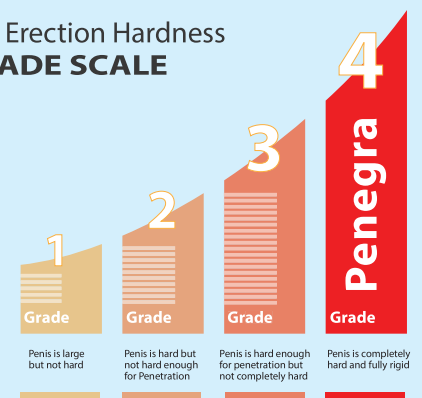 Erection Hardness
ADE SCALE
1
Grade
2
Grade
3
Grade
4
Penegra
Grade
Penis is large
but not hard
Penis is hard but
not hard enough
for Penetration
Penis is hard enough
for penetration but
not completely hard
Penis is completely
hard and fully rigid